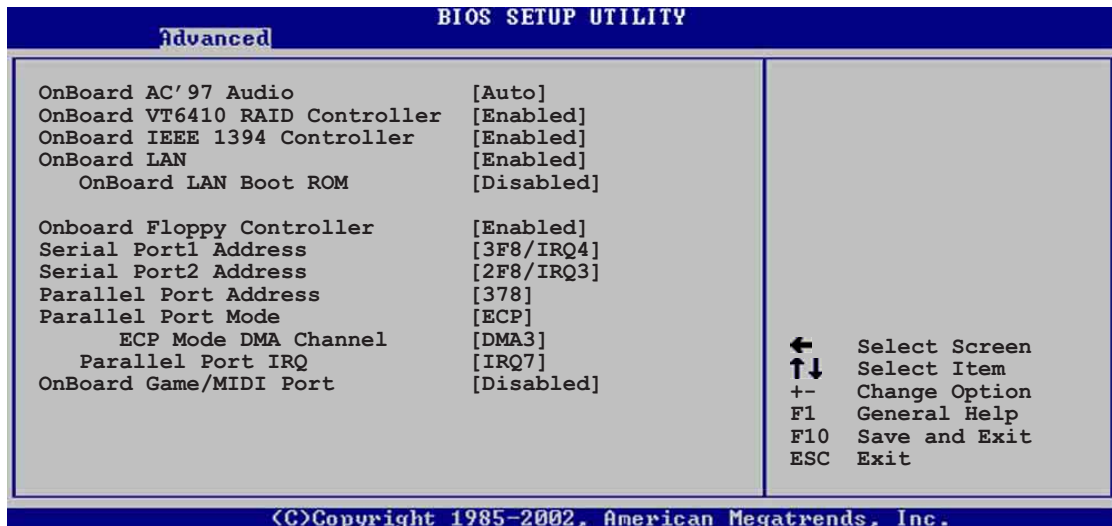 BIOS SETUP UTILITY
Advanced
OnBoard AC'97 Audio [Auto]
OnBoard VT6410 RAID Controller [Enabled]
OnBoard IEEE 1394 Controller [Enabled]
OnBoard LAN [Enabled]
OnBoard LAN Boot ROM [Disabled]
Onboard Floppy Controller [Enabled]
Serial Port1 Address [3F8/IRQ4]
Serial Port2 Address [2F8/IRQ3]
Parallel Port Address [378]
Parallel Port Mode [ECP]
ECP Mode DMA Channel [DMA3]
Parallel Port IRQ [IRQ7]
OnBoard Game/MIDI Port [Disabled]
← Select Screen
↑↓ Select Item
+- Change Option
F1 General Help
F10 Save and Exit
ESC Exit
(C)Copyright 1985-2002, American Megatrends, Inc.